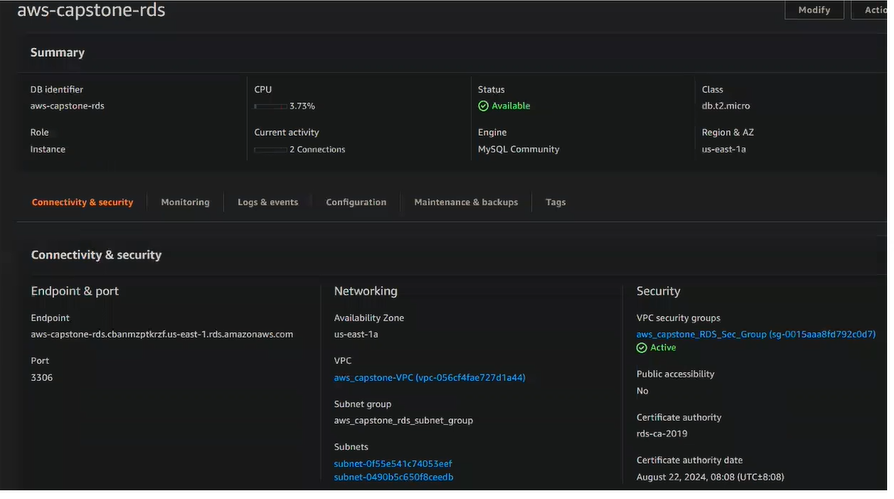 aws-capstone-rds
Modify
Actio
Summary
DB identifier
aws-capstone-rds
CPU
3.73%
Status
Available
Class
db.t2.micro
Role
Instance
Current activity
2 Connections
Engine
MySQL Community
Region & AZ
us-east-1a
Connectivity & security
Monitoring
Logs & events
Configuration
Maintenance & backups
Tags
Connectivity & security
Endpoint & port
Endpoint
aws-capstone-rds.cbanmzptkrzf.us-east-1.rds.amazonaws.com
Port
3306
Networking
Availability Zone
us-east-1a
VPC
aws_capstone-VPC (vpc-056cf4fae727d1a44)
Subnet group
aws_capstone_rds_subnet_group
Subnets
subnet-0f55e541c74053eef
subnet-0490b5c650f8ceedb
Security
VPC security groups
aws_capstone_RDS_Sec_Group (sg-0015aaa8fd792c0d7)
Active
Public accessibility
No
Certificate authority
rds-ca-2019
Certificate authority date
August 22, 2024, 08:08 (UTC±8:08)